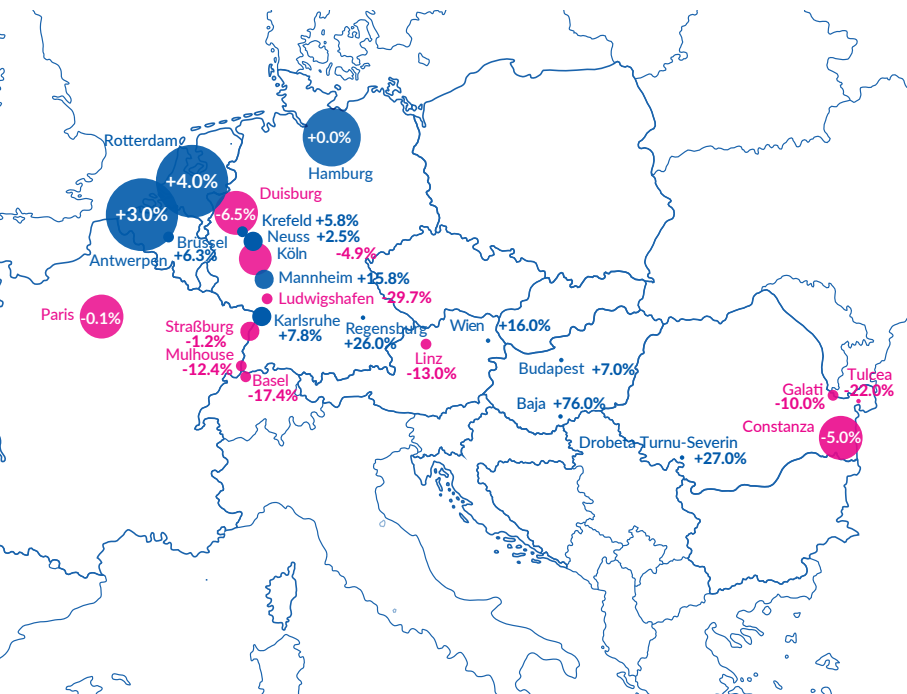 Rotterdam
+4.0%
+0.0%
Hamburg
+3.0%
Antwerpen
Brüssel
+6.3%
Duisburg
-6.5%
Krefeld +5.8%
Neuss +2.5%
Köln -4.9%
Mannheim +15.8%
Ludwigshafen -29.7%
Paris
-0.1%
Karlsruhe
+7.8%
Straßburg
-1.2%
Mulhouse
-12.4%
Basel
-17.4%
Regensburg
+26.0%
Linz
-13.0%
Wien +16.0%
Budapest +7.0%
Baja +76.0%
Drobeta-Turnu-Severin
+27.0%
Galati
-10.0%
Tulcea
-22.0%
Constanza
-5.0%